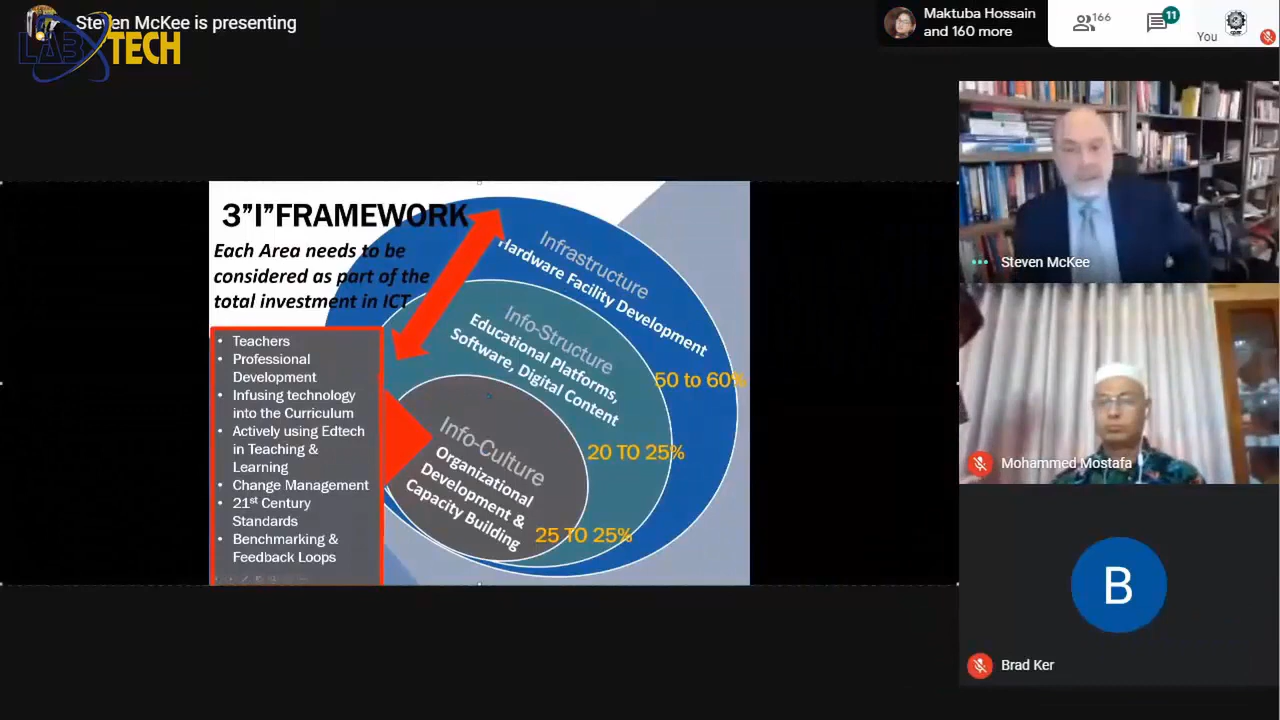 Steven McKee is presenting
LAB TECH
Maktuba Hossain
and 160 more
166
11
You
3"I"FRAMEWORK
Each Area needs to be
considered as part of the
total investment in ICT
• Teachers
• Professional
Development
• Infusing technology
into the Curriculum
• Actively using Edtech
in Teaching &
Learning
• Change Management
• 21st Century
Standards
• Benchmarking &
Feedback Loops
Infrastructure
Hardware Facility Development
50 to 60%
Info-Structure
Educational Platforms,
Software, Digital Content
20 TO 25%
Info-Culture
Organizational
Development &
Capacity Building
25 TO 25%
Steven McKee
Mohammed Mostafa
B
Brad Ker